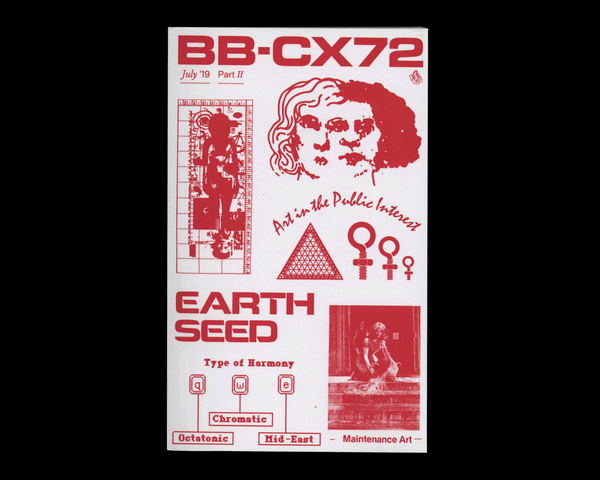 BB-CX72
July '19 Part II
Art in the Public Interest
EARTH
SEED
Type of Harmony
q w e
Chromatic
Octatonic Mid-East
– Maintenance Art –